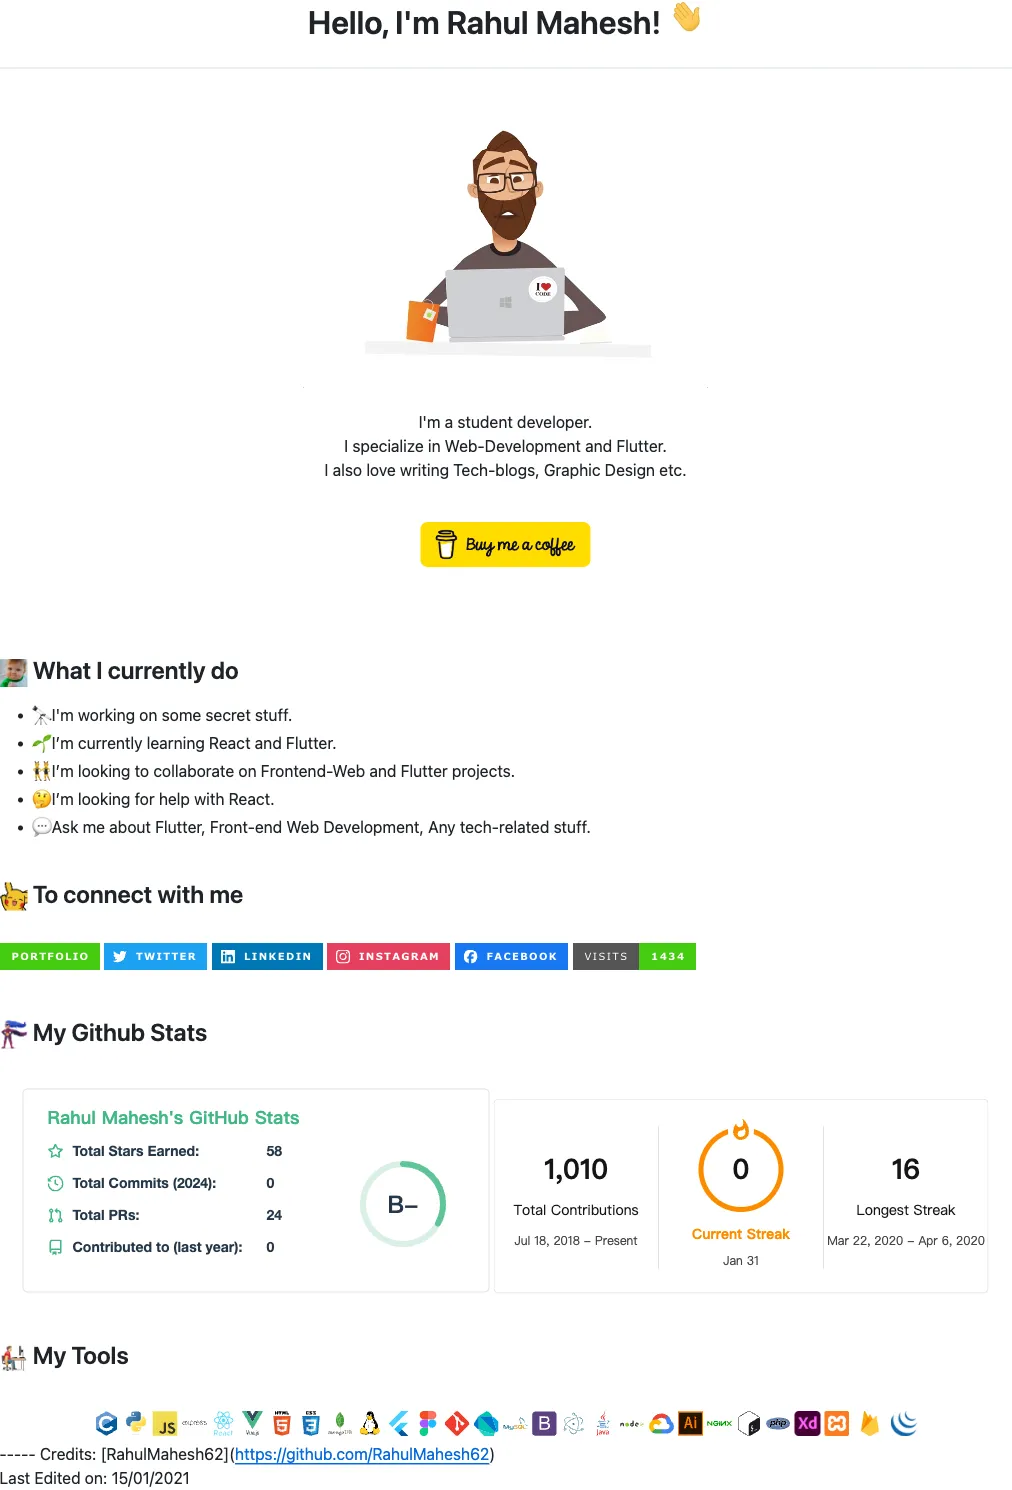 Hello, I'm Rahul Mahesh! 👋
I ❤
CODE
I'm a student developer.
I specialize in Web-Development and Flutter.
I also love writing Tech-blogs, Graphic Design etc.
Buy me a coffee
What I currently do
• 🔭I'm working on some secret stuff.
• 🌱I’m currently learning React and Flutter.
• 👯I’m looking to collaborate on Frontend-Web and Flutter projects.
• 🤔I’m looking for help with React.
• 💬Ask me about Flutter, Front-end Web Development, Any tech-related stuff.
To connect with me
PORTFOLIO TWITTER LINKEDIN INSTAGRAM FACEBOOK VISITS 1434
My Github Stats
Rahul Mahesh's GitHub Stats
Total Stars Earned: 58
Total Commits (2024): 0
Total PRs: 24
Contributed to (last year): 0
B-
1,010
Total Contributions
Jul 18, 2018 – Present
0
Current Streak
Jan 31
16
Longest Streak
Mar 22, 2020 – Apr 6, 2020
My Tools
C JS express React Vue.js HTML 5 CSS 3 mongoDB MySQL B Java node Ai NGINX php Xd
----- Credits: [RahulMahesh62](https://github.com/RahulMahesh62)
Last Edited on: 15/01/2021